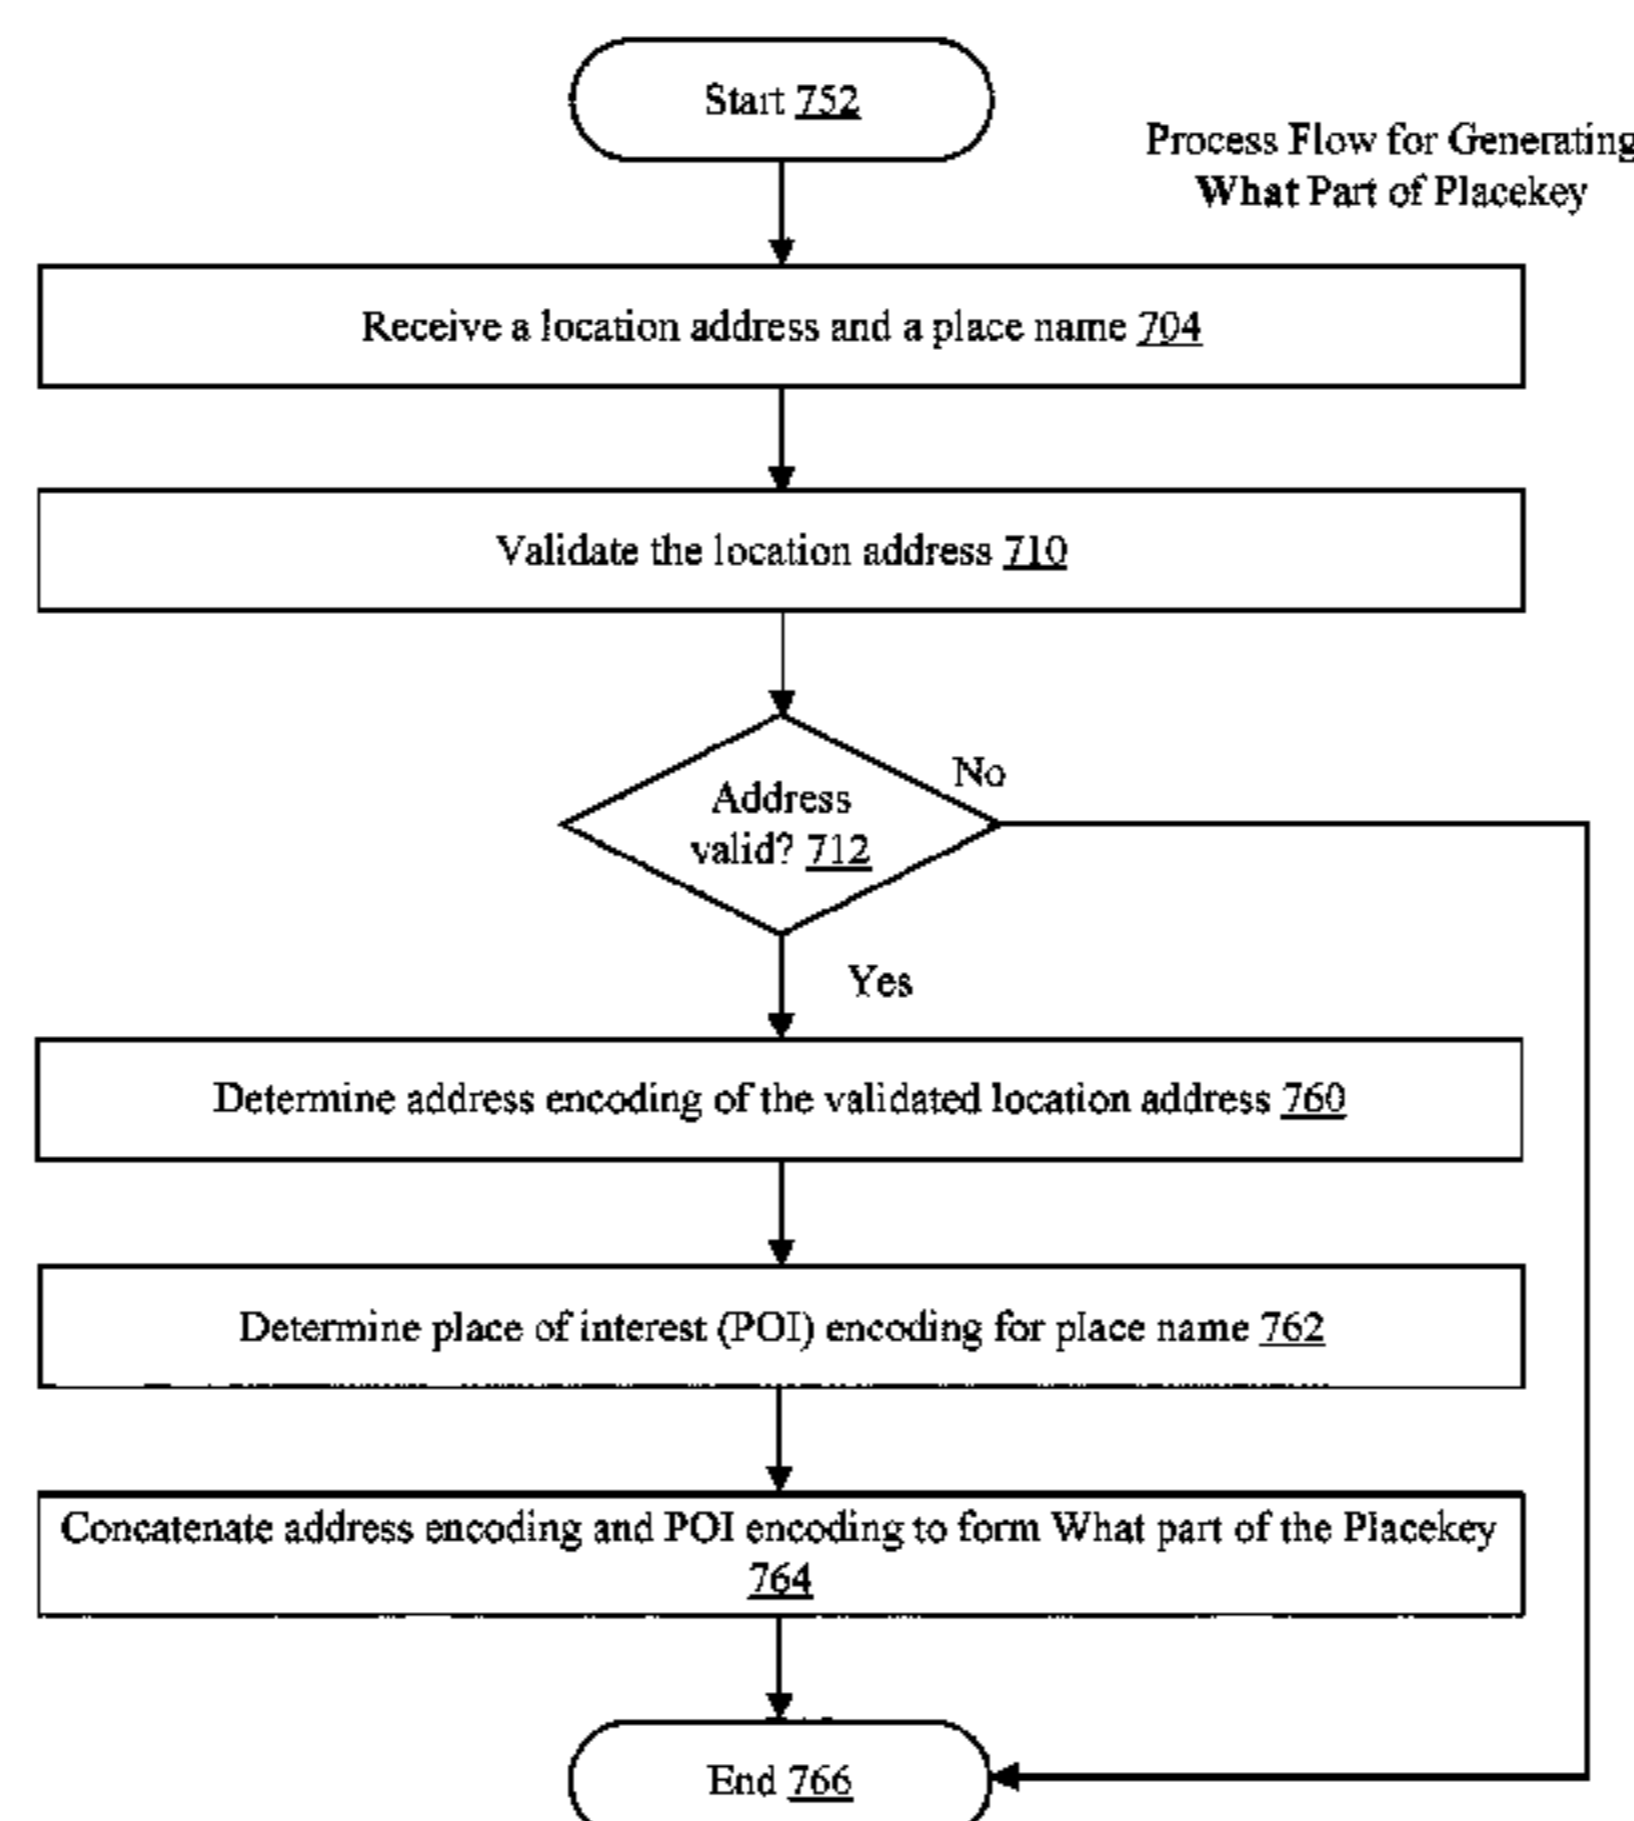 Start 752
Process Flow for Generating
What Part of Placekey
Receive a location address and a place name 704
Validate the location address 710
No
Address
valid? 712
Yes
Determine address encoding of the validated location address 760
Determine place of interest (POI) encoding for place name 762
Concatenate address encoding and POI encoding to form What part of the Placekey
764
End 766